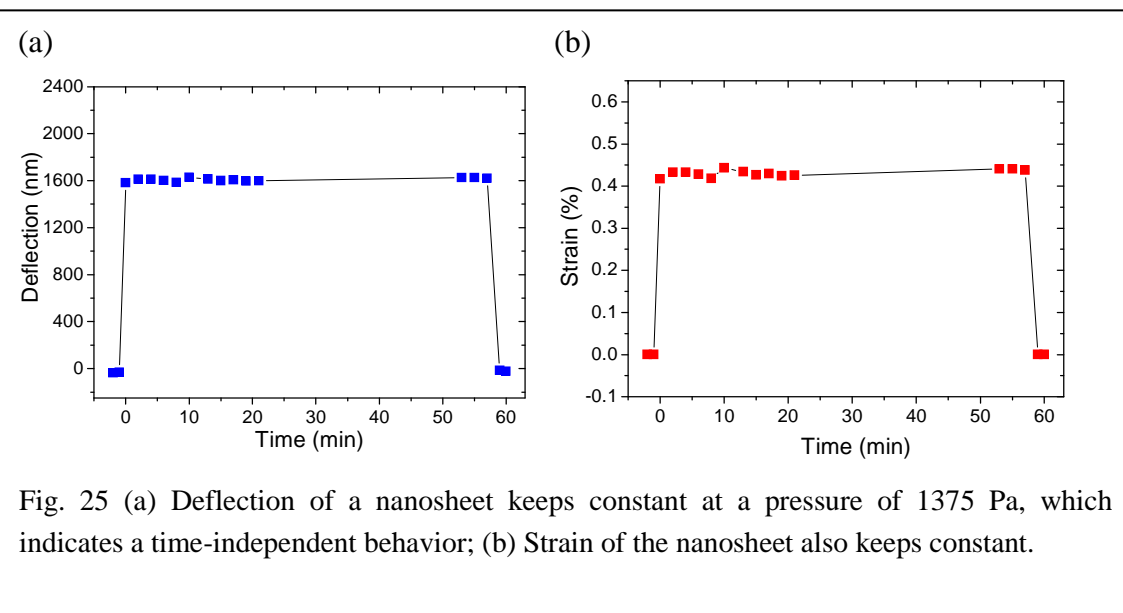 (a)
(b)
2400
2000
1600
1200
800
400
0
Deflection (nm)
0 10 20 30 40 50 60
Time (min)
0.6
0.5
0.4
0.3
0.2
0.1
0.0
-0.1
Strain (%)
0 10 20 30 40 50 60
Time (min)
Fig. 25 (a) Deflection of a nanosheet keeps constant at a pressure of 1375 Pa, which
indicates a time-independent behavior; (b) Strain of the nanosheet also keeps constant.